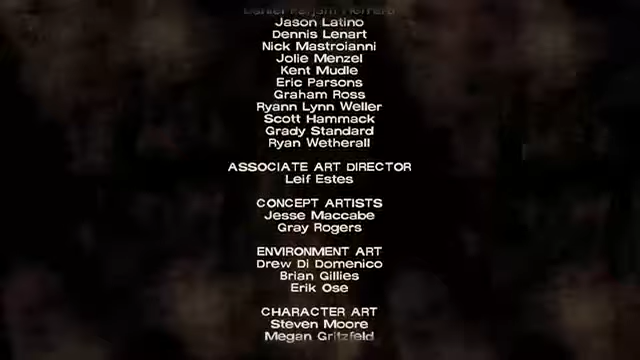 Jason Latino
Dennis Lenart
Nick Mastroianni
Jolie Menzel
Kent Mudle
Eric Parsons
Graham Ross
Ryann Lynn Weller
Scott Hammack
Grady Standard
Ryan Wetherall
ASSOCIATE ART DIRECTOR
Leif Estes
CONCEPT ARTISTS
Jesse Maccabe
Gray Rogers
ENVIRONMENT ART
Drew Di Domenico
Brian Gillies
Erik Ose
CHARACTER ART
Steven Moore
Megan Gritzfeld